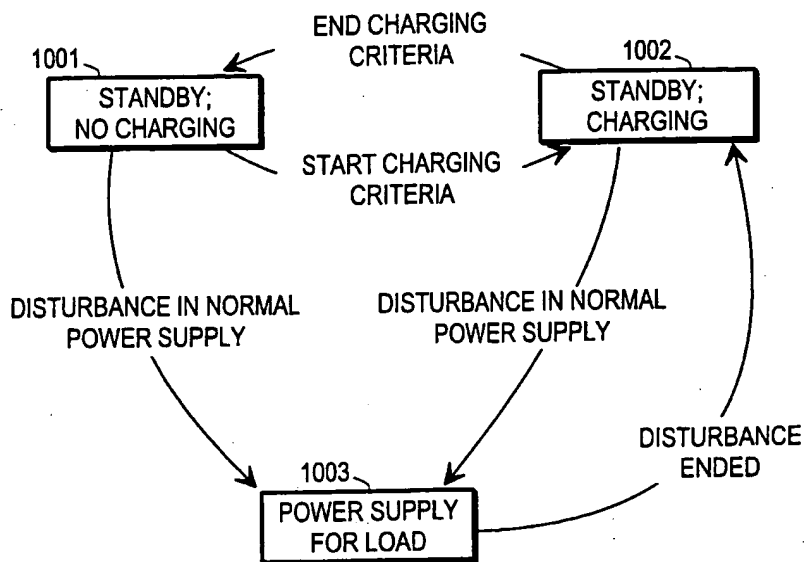 END CHARGING
CRITERIA
1001
STANDBY;
NO CHARGING
1002
STANDBY;
CHARGING
START CHARGING
CRITERIA
DISTURBANCE IN NORMAL
POWER SUPPLY
DISTURBANCE IN NORMAL
POWER SUPPLY
DISTURBANCE
ENDED
1003
POWER SUPPLY
FOR LOAD